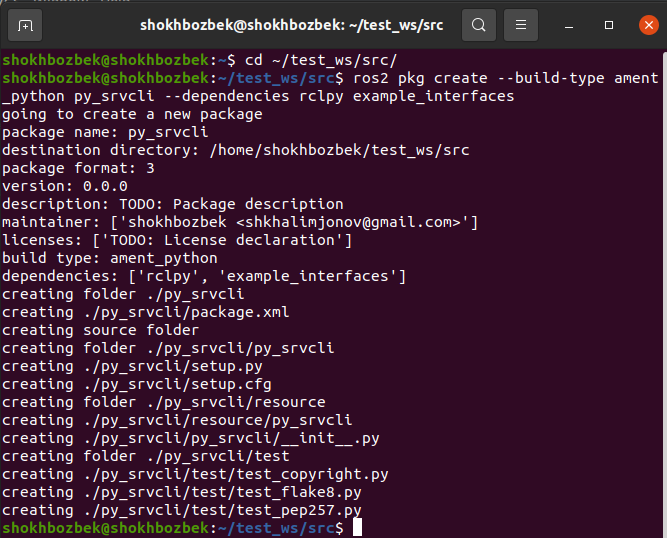 shokhbozbek@shokhbozbek: ~/test_ws/src
shokhbozbek@shokhbozbek:~$ cd ~/test_ws/src/
shokhbozbek@shokhbozbek:~/test_ws/src$ ros2 pkg create --build-type ament
_python py_srvcli --dependencies rclpy example_interfaces
going to create a new package
package name: py_srvcli
destination directory: /home/shokhbozbek/test_ws/src
package format: 3
version: 0.0.0
description: TODO: Package description
maintainer: ['shokhbozbek <shkhalimjonov@gmail.com>']
licenses: ['TODO: License declaration']
build type: ament_python
dependencies: ['rclpy', 'example_interfaces']
creating folder ./py_srvcli
creating ./py_srvcli/package.xml
creating source folder
creating folder ./py_srvcli/py_srvcli
creating ./py_srvcli/setup.py
creating ./py_srvcli/setup.cfg
creating folder ./py_srvcli/resource
creating ./py_srvcli/resource/py_srvcli
creating ./py_srvcli/py_srvcli/__init__.py
creating folder ./py_srvcli/test
creating ./py_srvcli/test/test_copyright.py
creating ./py_srvcli/test/test_flake8.py
creating ./py_srvcli/test/test_pep257.py
shokhbozbek@shokhbozbek:~/test_ws/src$